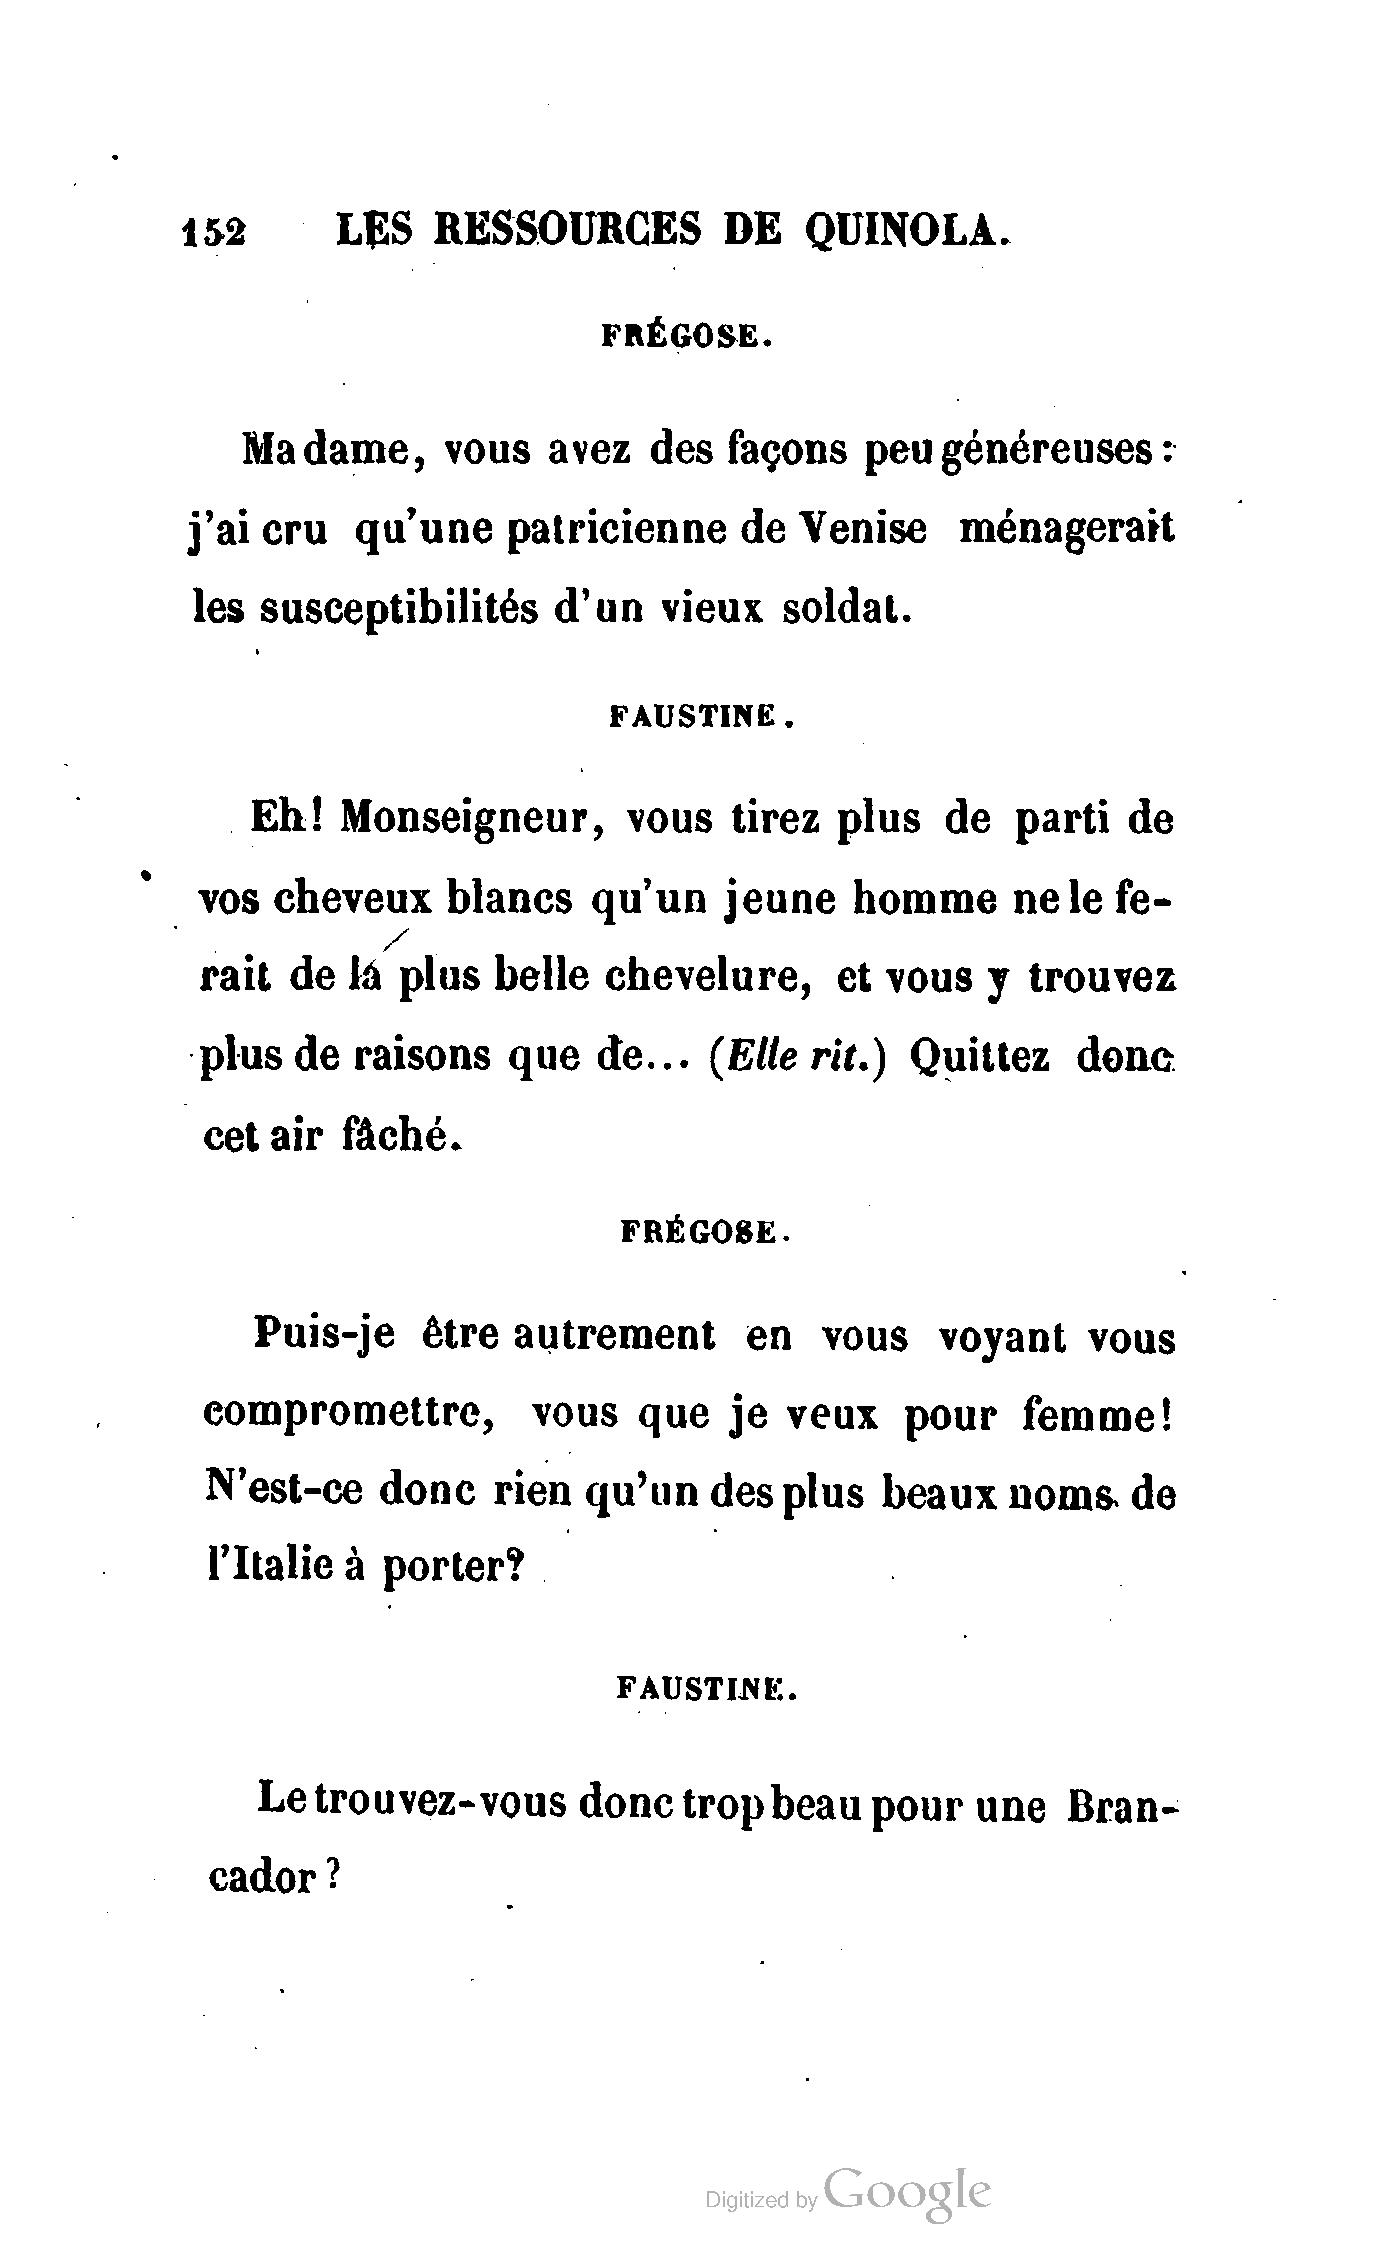 152 LES RESSOURCES DE QUINOLA.
FRÉGOSE.
Madame, vous avez des façons peu généreuses :
j'ai cru qu'une patricienne de Venise ménagerait
les susceptibilités d'un vieux soldat.
FAUSTINE.
Eh! Monseigneur, vous tirez plus de parti de
vos cheveux blancs qu'un jeune homme ne le fe-
rait de la plus belle chevelure, et vous y trouvez
plus de raisons que de... (Elle rit.) Quittez donc
cet air fâché.
FRÉGOSE.
Puis-je être autrement en vous voyant vous
compromettre, vous que je veux pour femme!
N'est-ce donc rien qu'un des plus beaux noms de
l'Italie à porter?
FAUSTINE.
Le trouvez-vous donc trop beau pour une Bran-
cador ?
Digitized by Google